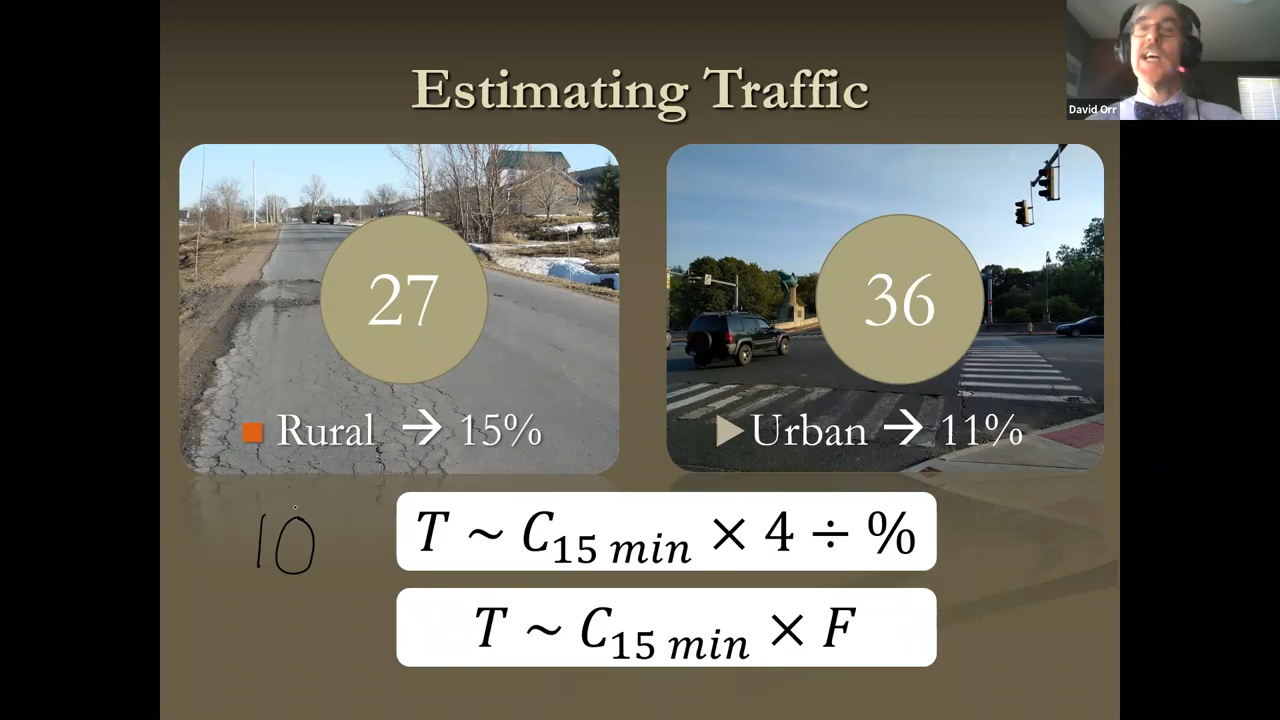 Estimating Traffic
David Orr
27
36
Rural → 15%
Urban → 11%
10
T ~ C15 min × 4 ÷ %
T ~ C15 min × F